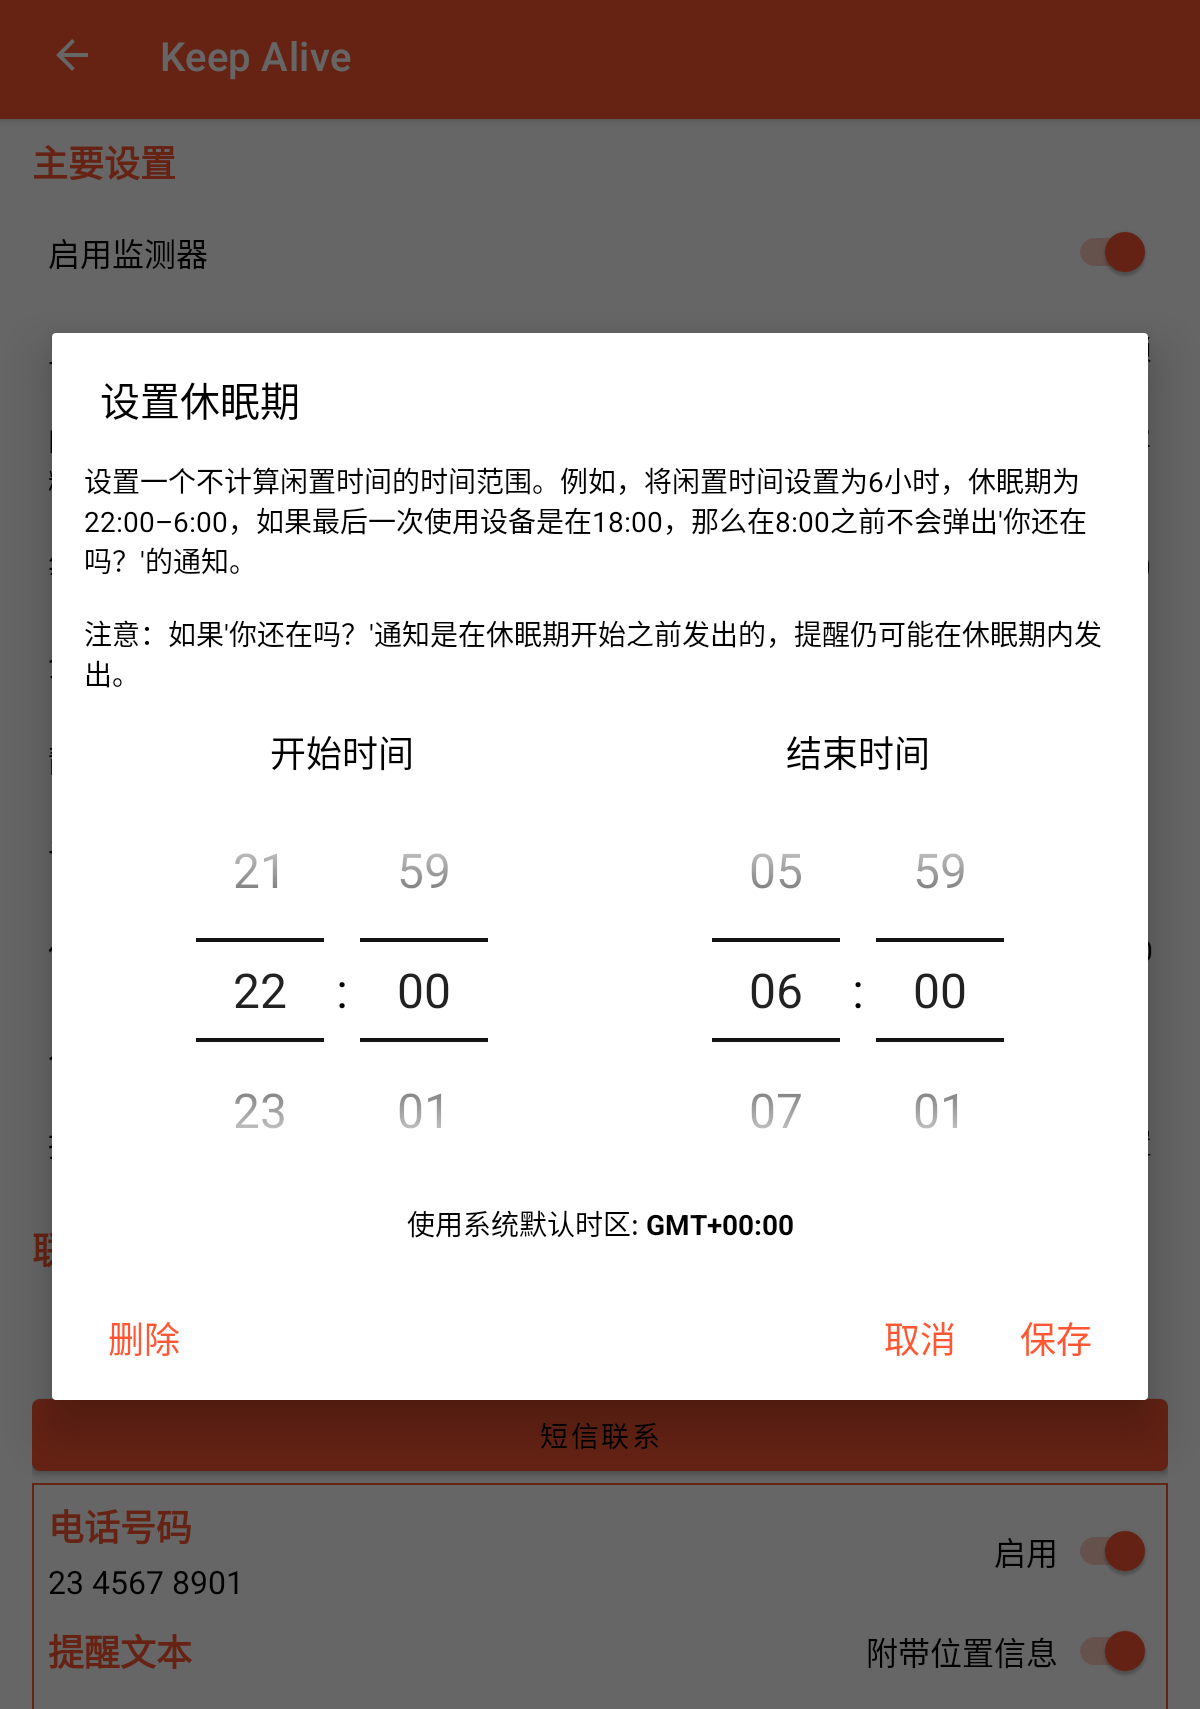 Keep Alive
主要设置
启用监测器
设置休眠期
设置一个不计算闲置时间的时间范围。例如，将闲置时间设置为6小时，休眠期为
22:00–6:00，如果最后一次使用设备是在18:00，那么在8:00之前不会弹出'你还在
吗？'的通知。
注意：如果'你还在吗？'通知是在休眠期开始之前发出的，提醒仍可能在休眠期内发
出。
开始时间 结束时间
21 59 05 59
22 : 00 06 : 00
23 01 07 01
使用系统默认时区: GMT+00:00
删除 取消 保存
短信联系
电话号码
启用
23 4567 8901
提醒文本
附带位置信息